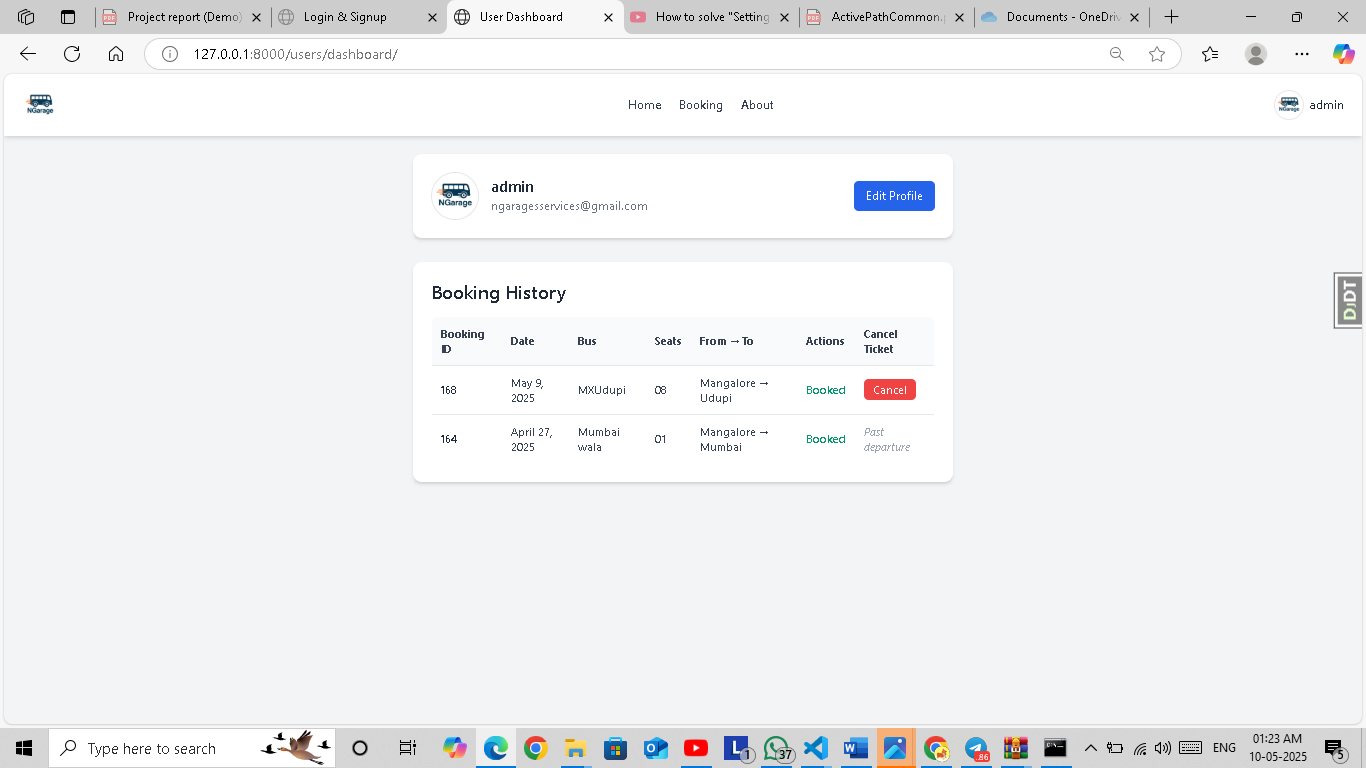 Project report (Demo)
Login & Signup
User Dashboard
How to solve "Setting
ActivePathCommon.p
Documents - OneDriv
127.0.0.1:8000/users/dashboard/
NGarage
Home
Booking
About
NGarage
admin
NGarage
admin
ngaragesservices@gmail.com
Edit Profile
DJDT
Booking History
Booking ID
Date
Bus
Seats
From → To
Actions
Cancel Ticket
168
May 9, 2025
MXUdupi
08
Mangalore → Udupi
Booked
Cancel
164
April 27, 2025
Mumbai wala
01
Mangalore → Mumbai
Booked
Past departure
Type here to search
L
1
37
W
.86
ENG
01:23 AM
10-05-2025
5